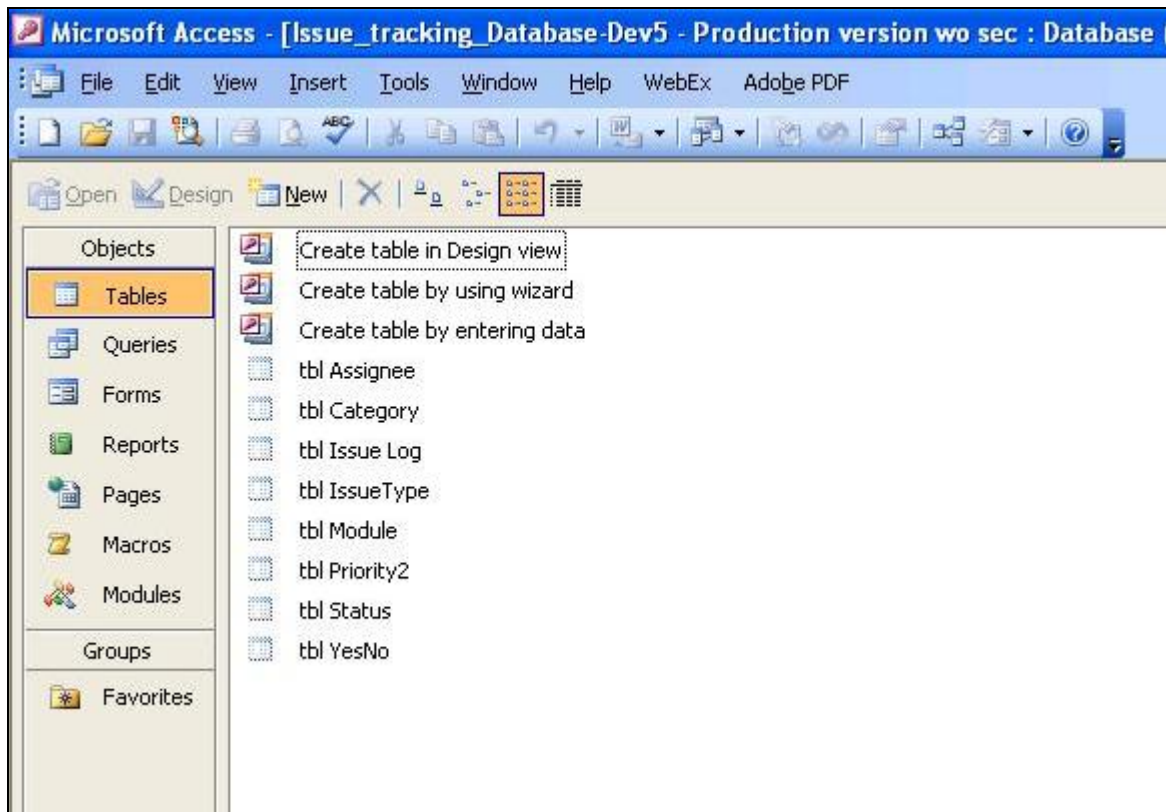 Microsoft Access - [Issue_tracking_Database-Dev5 - Production version wo sec : Database (
File Edit View Insert Tools Window Help WebEx Adobe PDF
ABC
Open Design New
Objects
Tables
Queries
Forms
Reports
Pages
Macros
Modules
Groups
Favorites
Create table in Design view
Create table by using wizard
Create table by entering data
tbl Assignee
tbl Category
tbl Issue Log
tbl IssueType
tbl Module
tbl Priority2
tbl Status
tbl YesNo